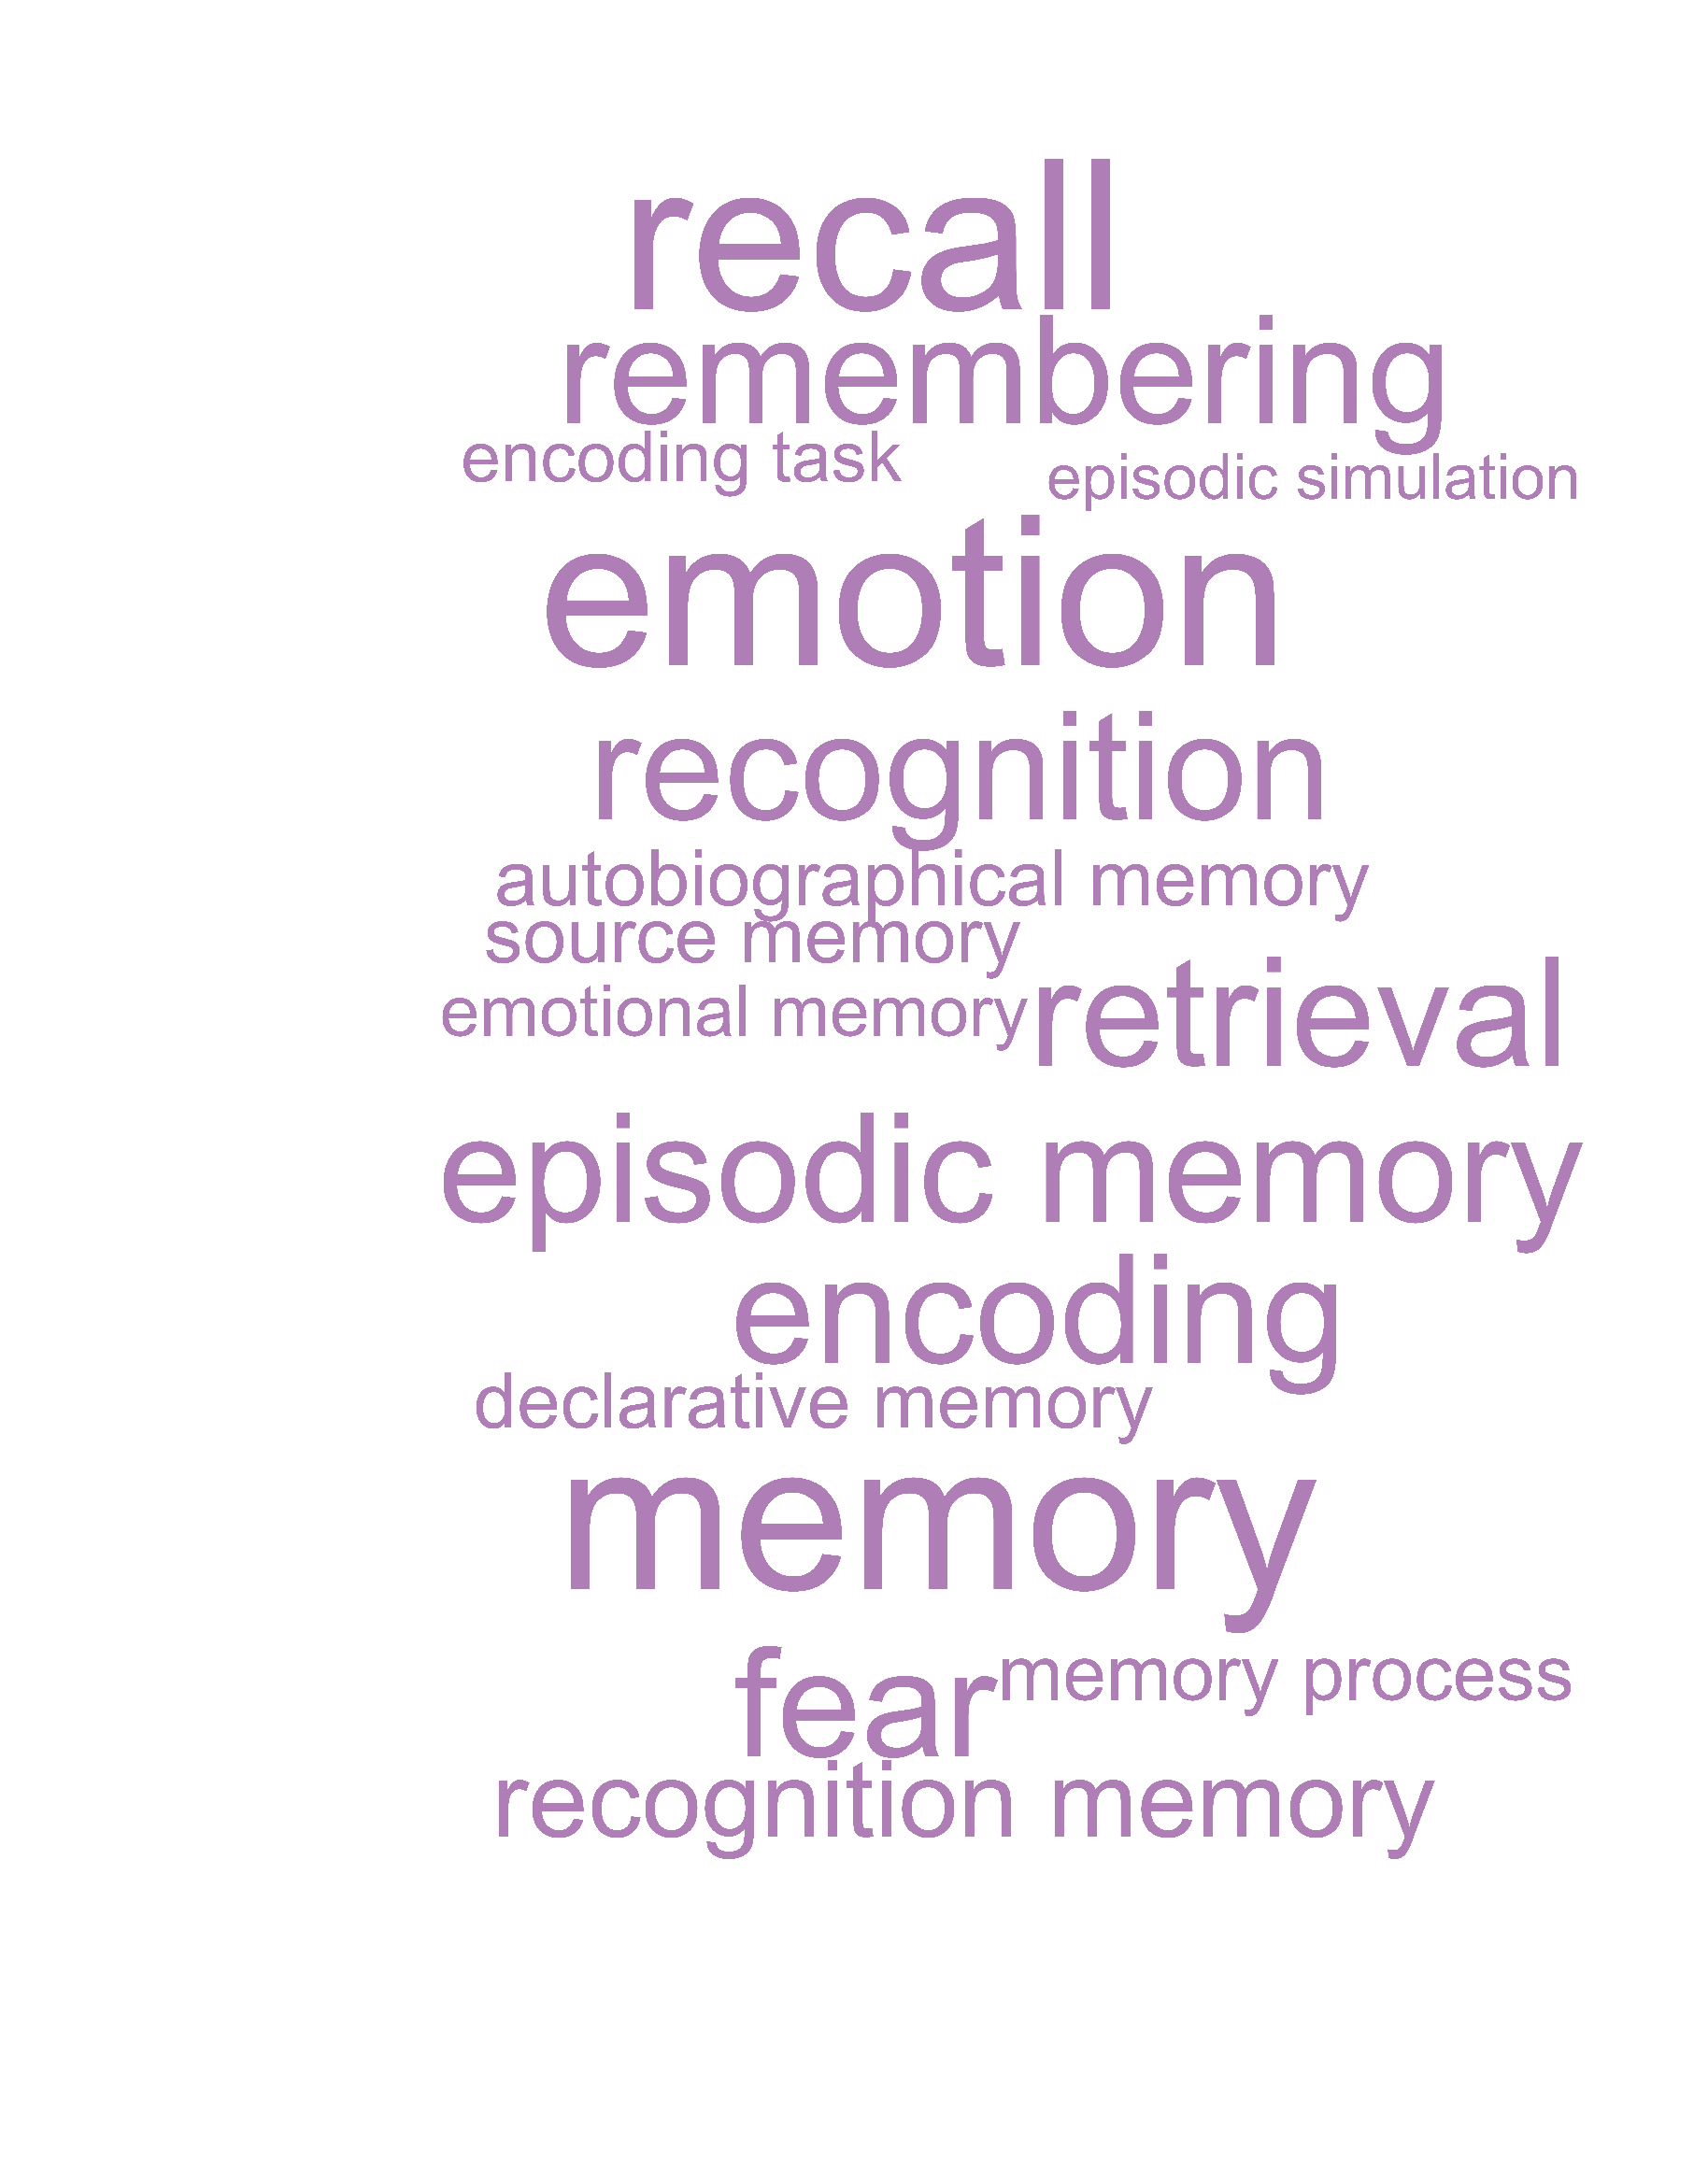 recall
remembering
encoding task
episodic simulation
emotion
recognition
autobiographical memory
source memory
emotional memory
retrieval
episodic memory
encoding
declarative memory
memory
fear
memory process
recognition memory